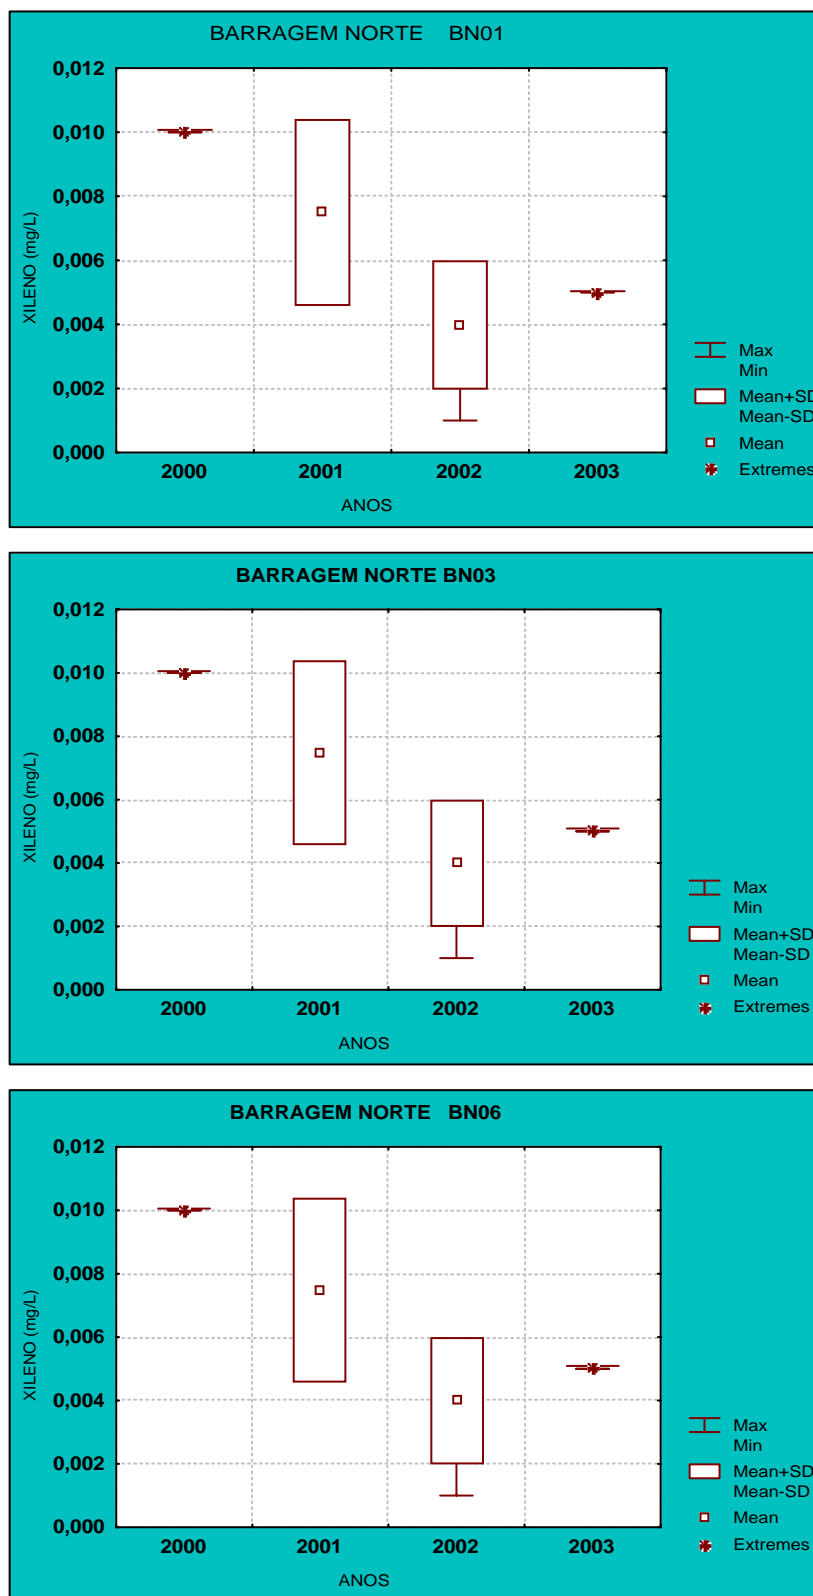 BARRAGEM NORTE BN01
XILENO (mg/L)
0,012
0,010
0,008
0,006
0,004
0,002
0,000
2000 2001 2002 2003
ANOS
Max
Min
Mean+SD
Mean-SD
Mean
Extremes
BARRAGEM NORTE BN03
XILENO (mg/L)
0,012
0,010
0,008
0,006
0,004
0,002
0,000
2000 2001 2002 2003
ANOS
Max
Min
Mean+SD
Mean-SD
Mean
Extremes
BARRAGEM NORTE BN06
XILENO (mg/L)
0,012
0,010
0,008
0,006
0,004
0,002
0,000
2000 2001 2002 2003
ANOS
Max
Min
Mean+SD
Mean-SD
Mean
Extremes